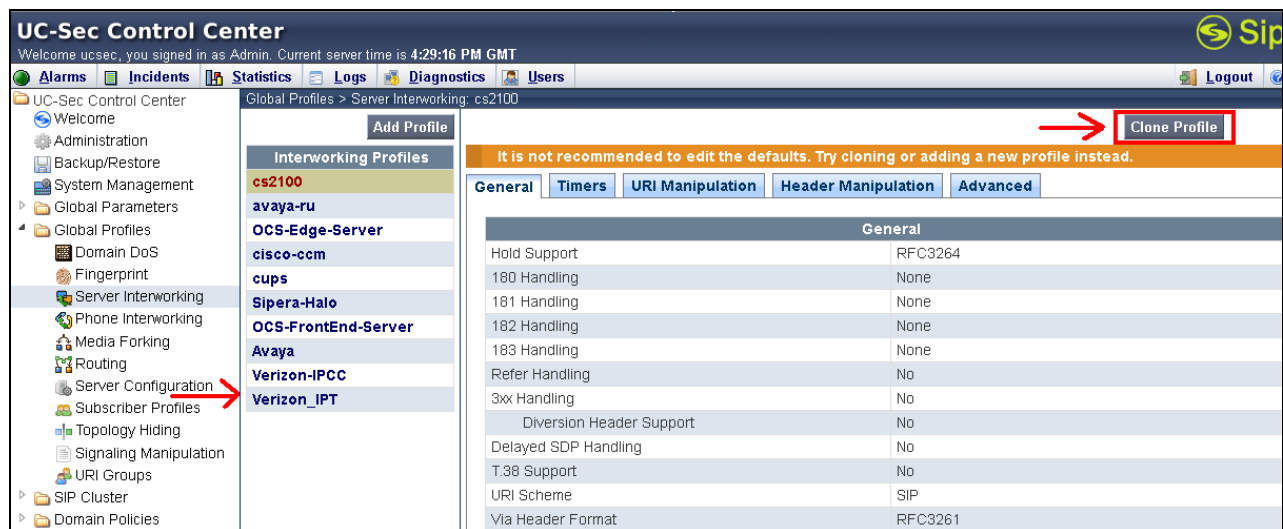 UC-Sec Control Center
Welcome ucsec, you signed in as Admin. Current server time is 4:29:16 PM GMT
Alarms Incidents Statistics Logs Diagnostics Users Logout
UC-Sec Control Center
Welcome
Administration
Backup/Restore
System Management
Global Parameters
Global Profiles
Domain DoS
Fingerprint
Server Interworking
Phone Interworking
Media Forking
Routing
Server Configuration
Subscriber Profiles
Topology Hiding
Signaling Manipulation
URI Groups
SIP Cluster
Domain Policies
Global Profiles > Server Interworking: cs2100
Add Profile
Interworking Profiles
cs2100
avaya-ru
OCS-Edge-Server
cisco-ccm
cups
Sipera-Halo
OCS-FrontEnd-Server
Avaya
Verizon-IPCC
Verizon_IPT
Clone Profile
It is not recommended to edit the defaults. Try cloning or adding a new profile instead.
General Timers URI Manipulation Header Manipulation Advanced
General
Hold Support RFC3264
180 Handling None
181 Handling None
182 Handling None
183 Handling None
Refer Handling No
3xx Handling No
Diversion Header Support No
Delayed SDP Handling No
T.38 Support No
URI Scheme SIP
Via Header Format RFC3261